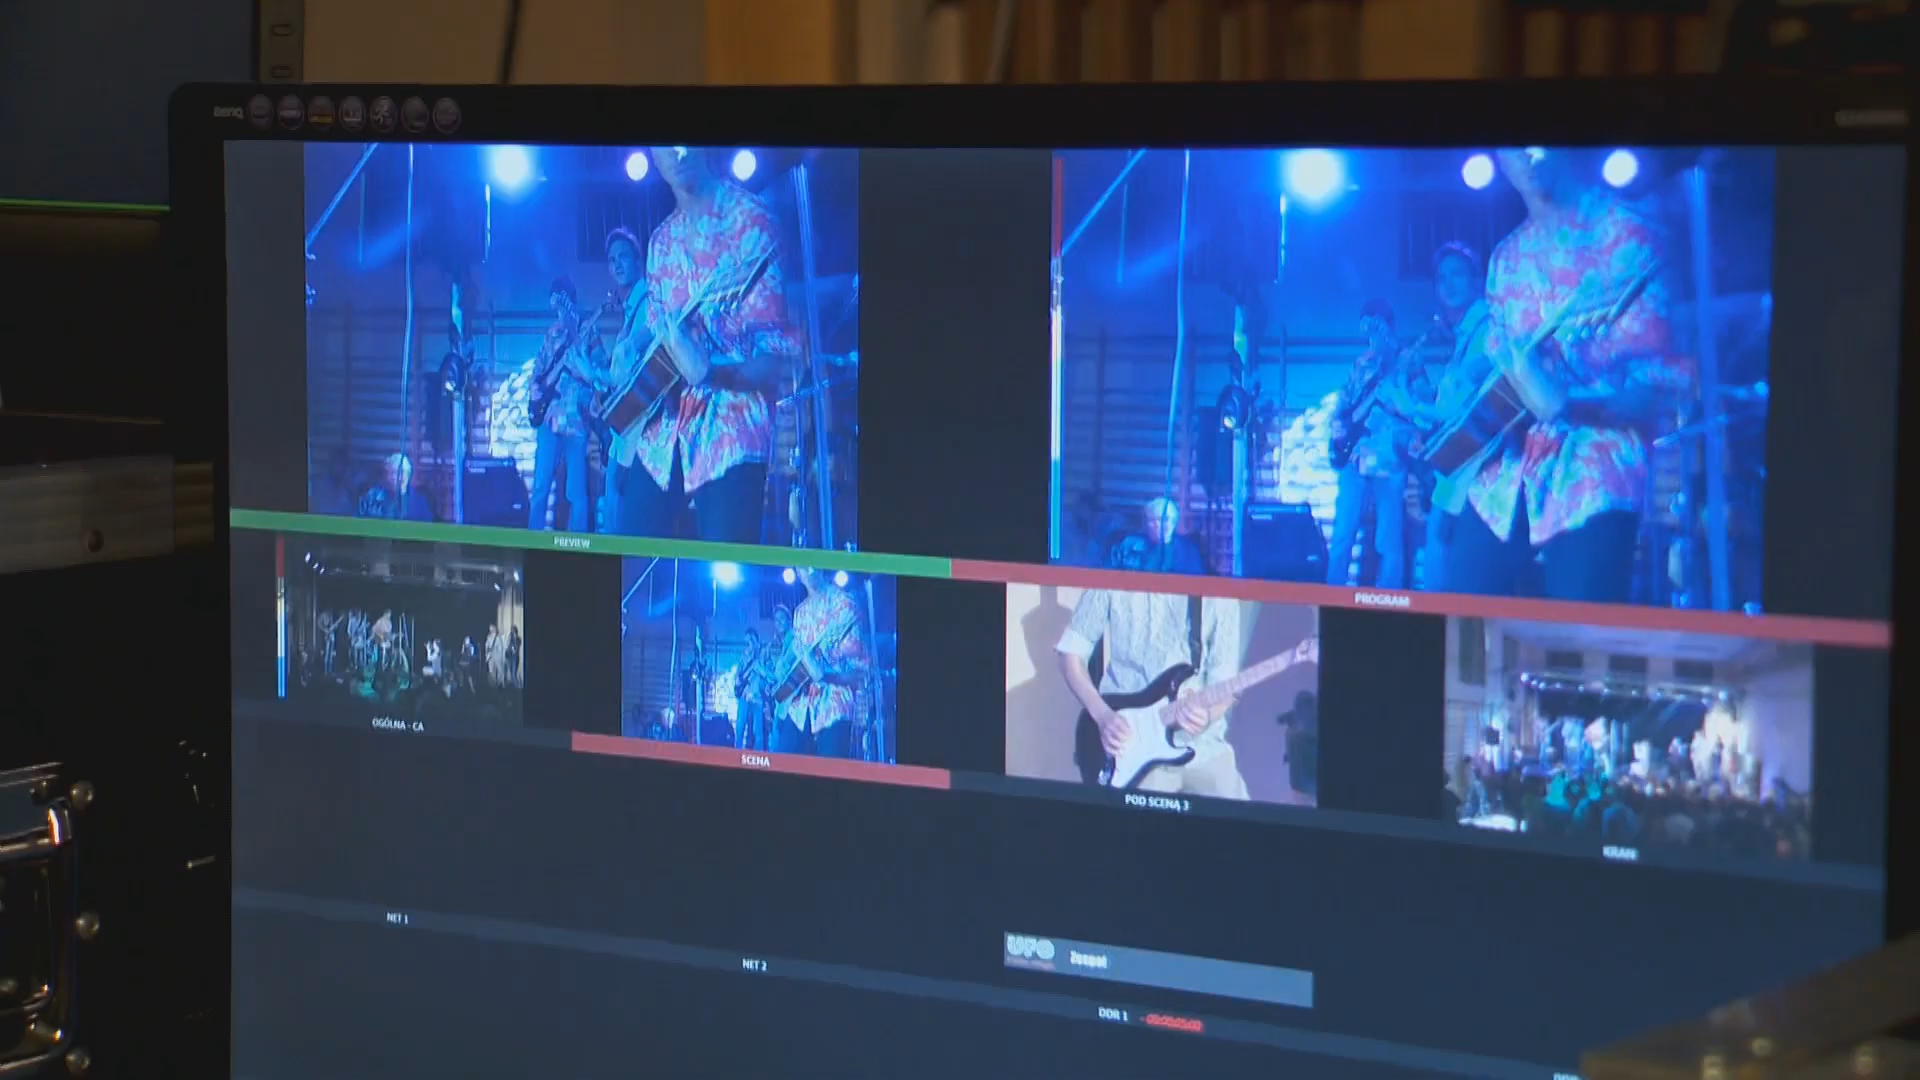 BenQ
PREVIEW
PROGRAM
OGÓLNA - CA
SCENA
POD SCENĄ 3
KRAN
NET 1
NET 2
UFO
Zespół
DDR 1